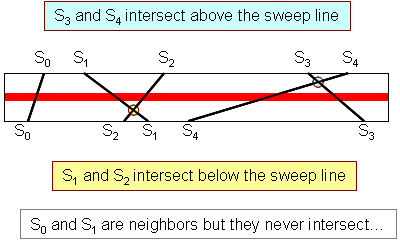 S₃ and S₄ intersect above the sweep line
S₀ S₁ S₂ S₃ S₄
S₀ S₂ S₁ S₄ S₃
S₁ and S₂ intersect below the sweep line
S₀ and S₁ are neighbors but they never intersect...